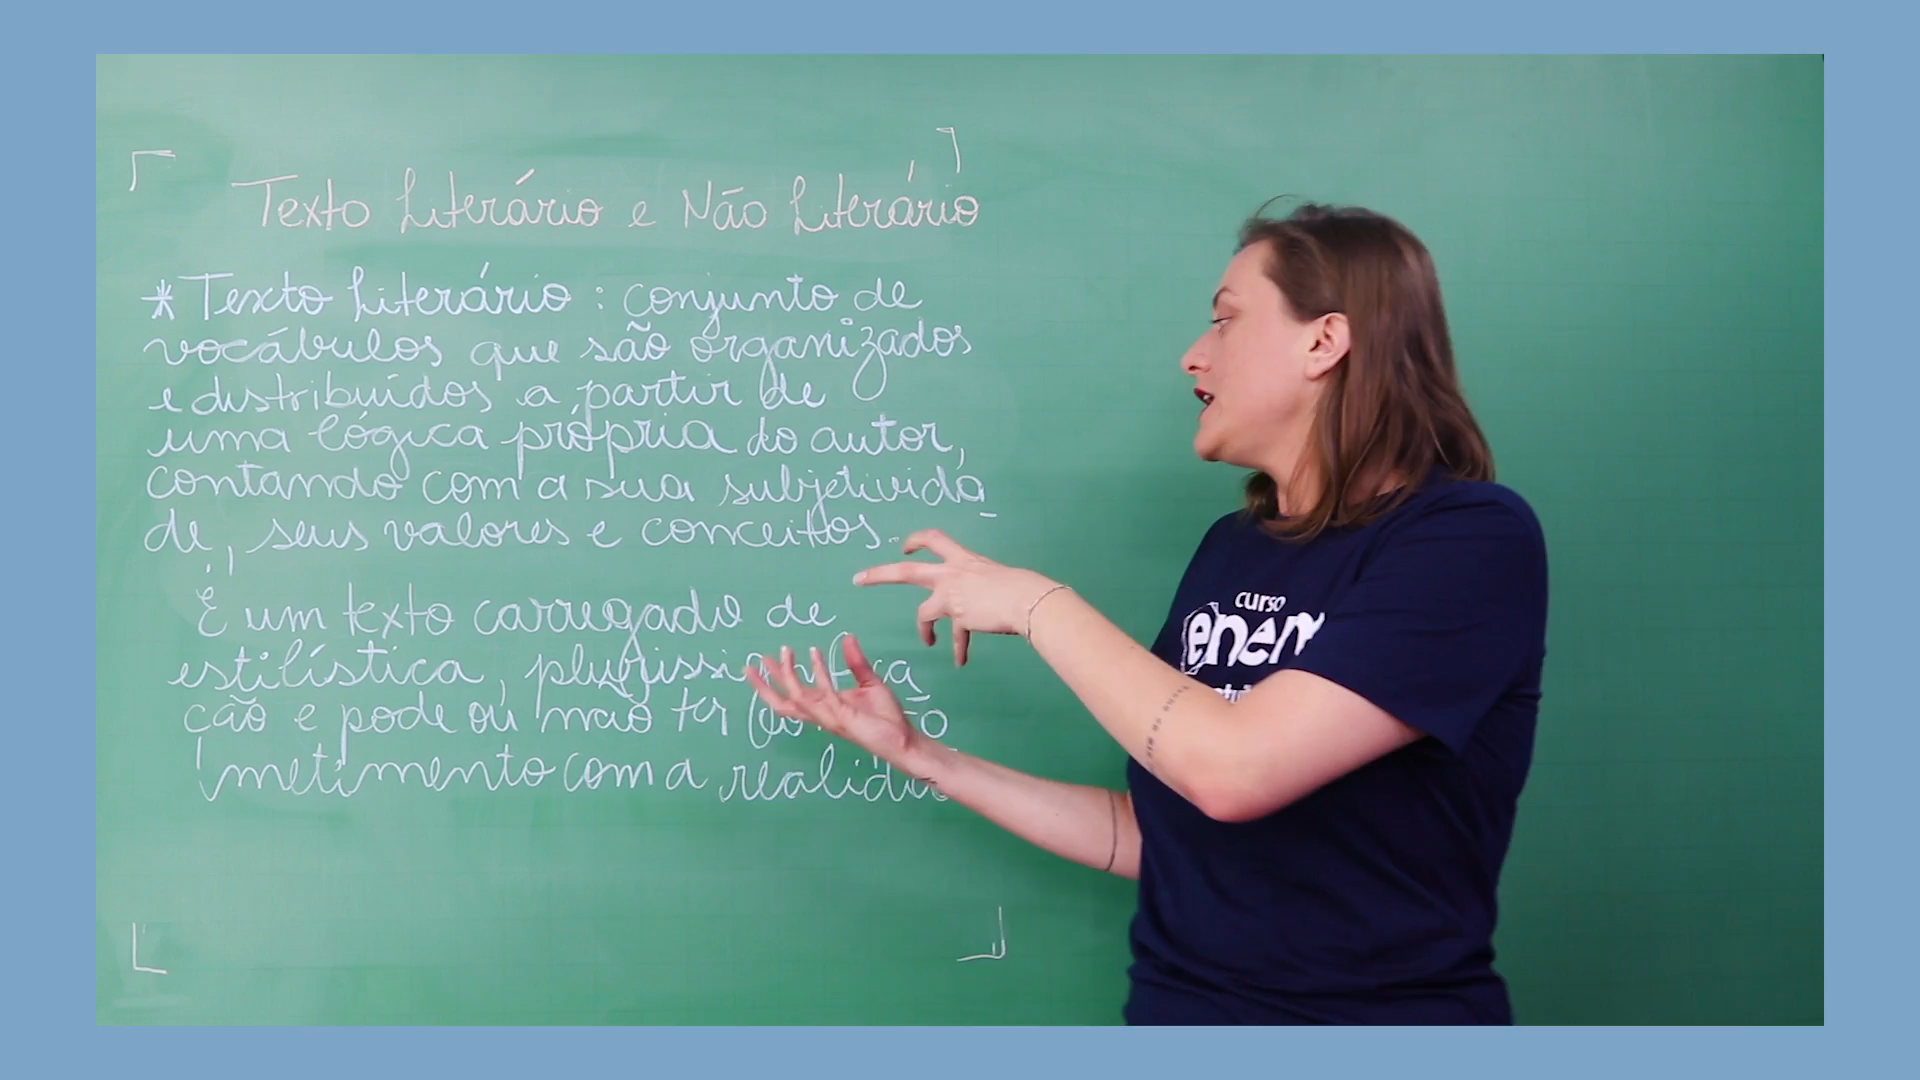 Texto Literário e Não Literário
* Texto Literário : conjunto de
vocábulos que são organizados
e distribuídos a partir de
uma lógica própria do autor,
contando com a sua subjetivida-
de, seus valores e conceitos.
É um texto carregado de
estilística,
ção e pode ou não ter
metimento com a
curso
enem